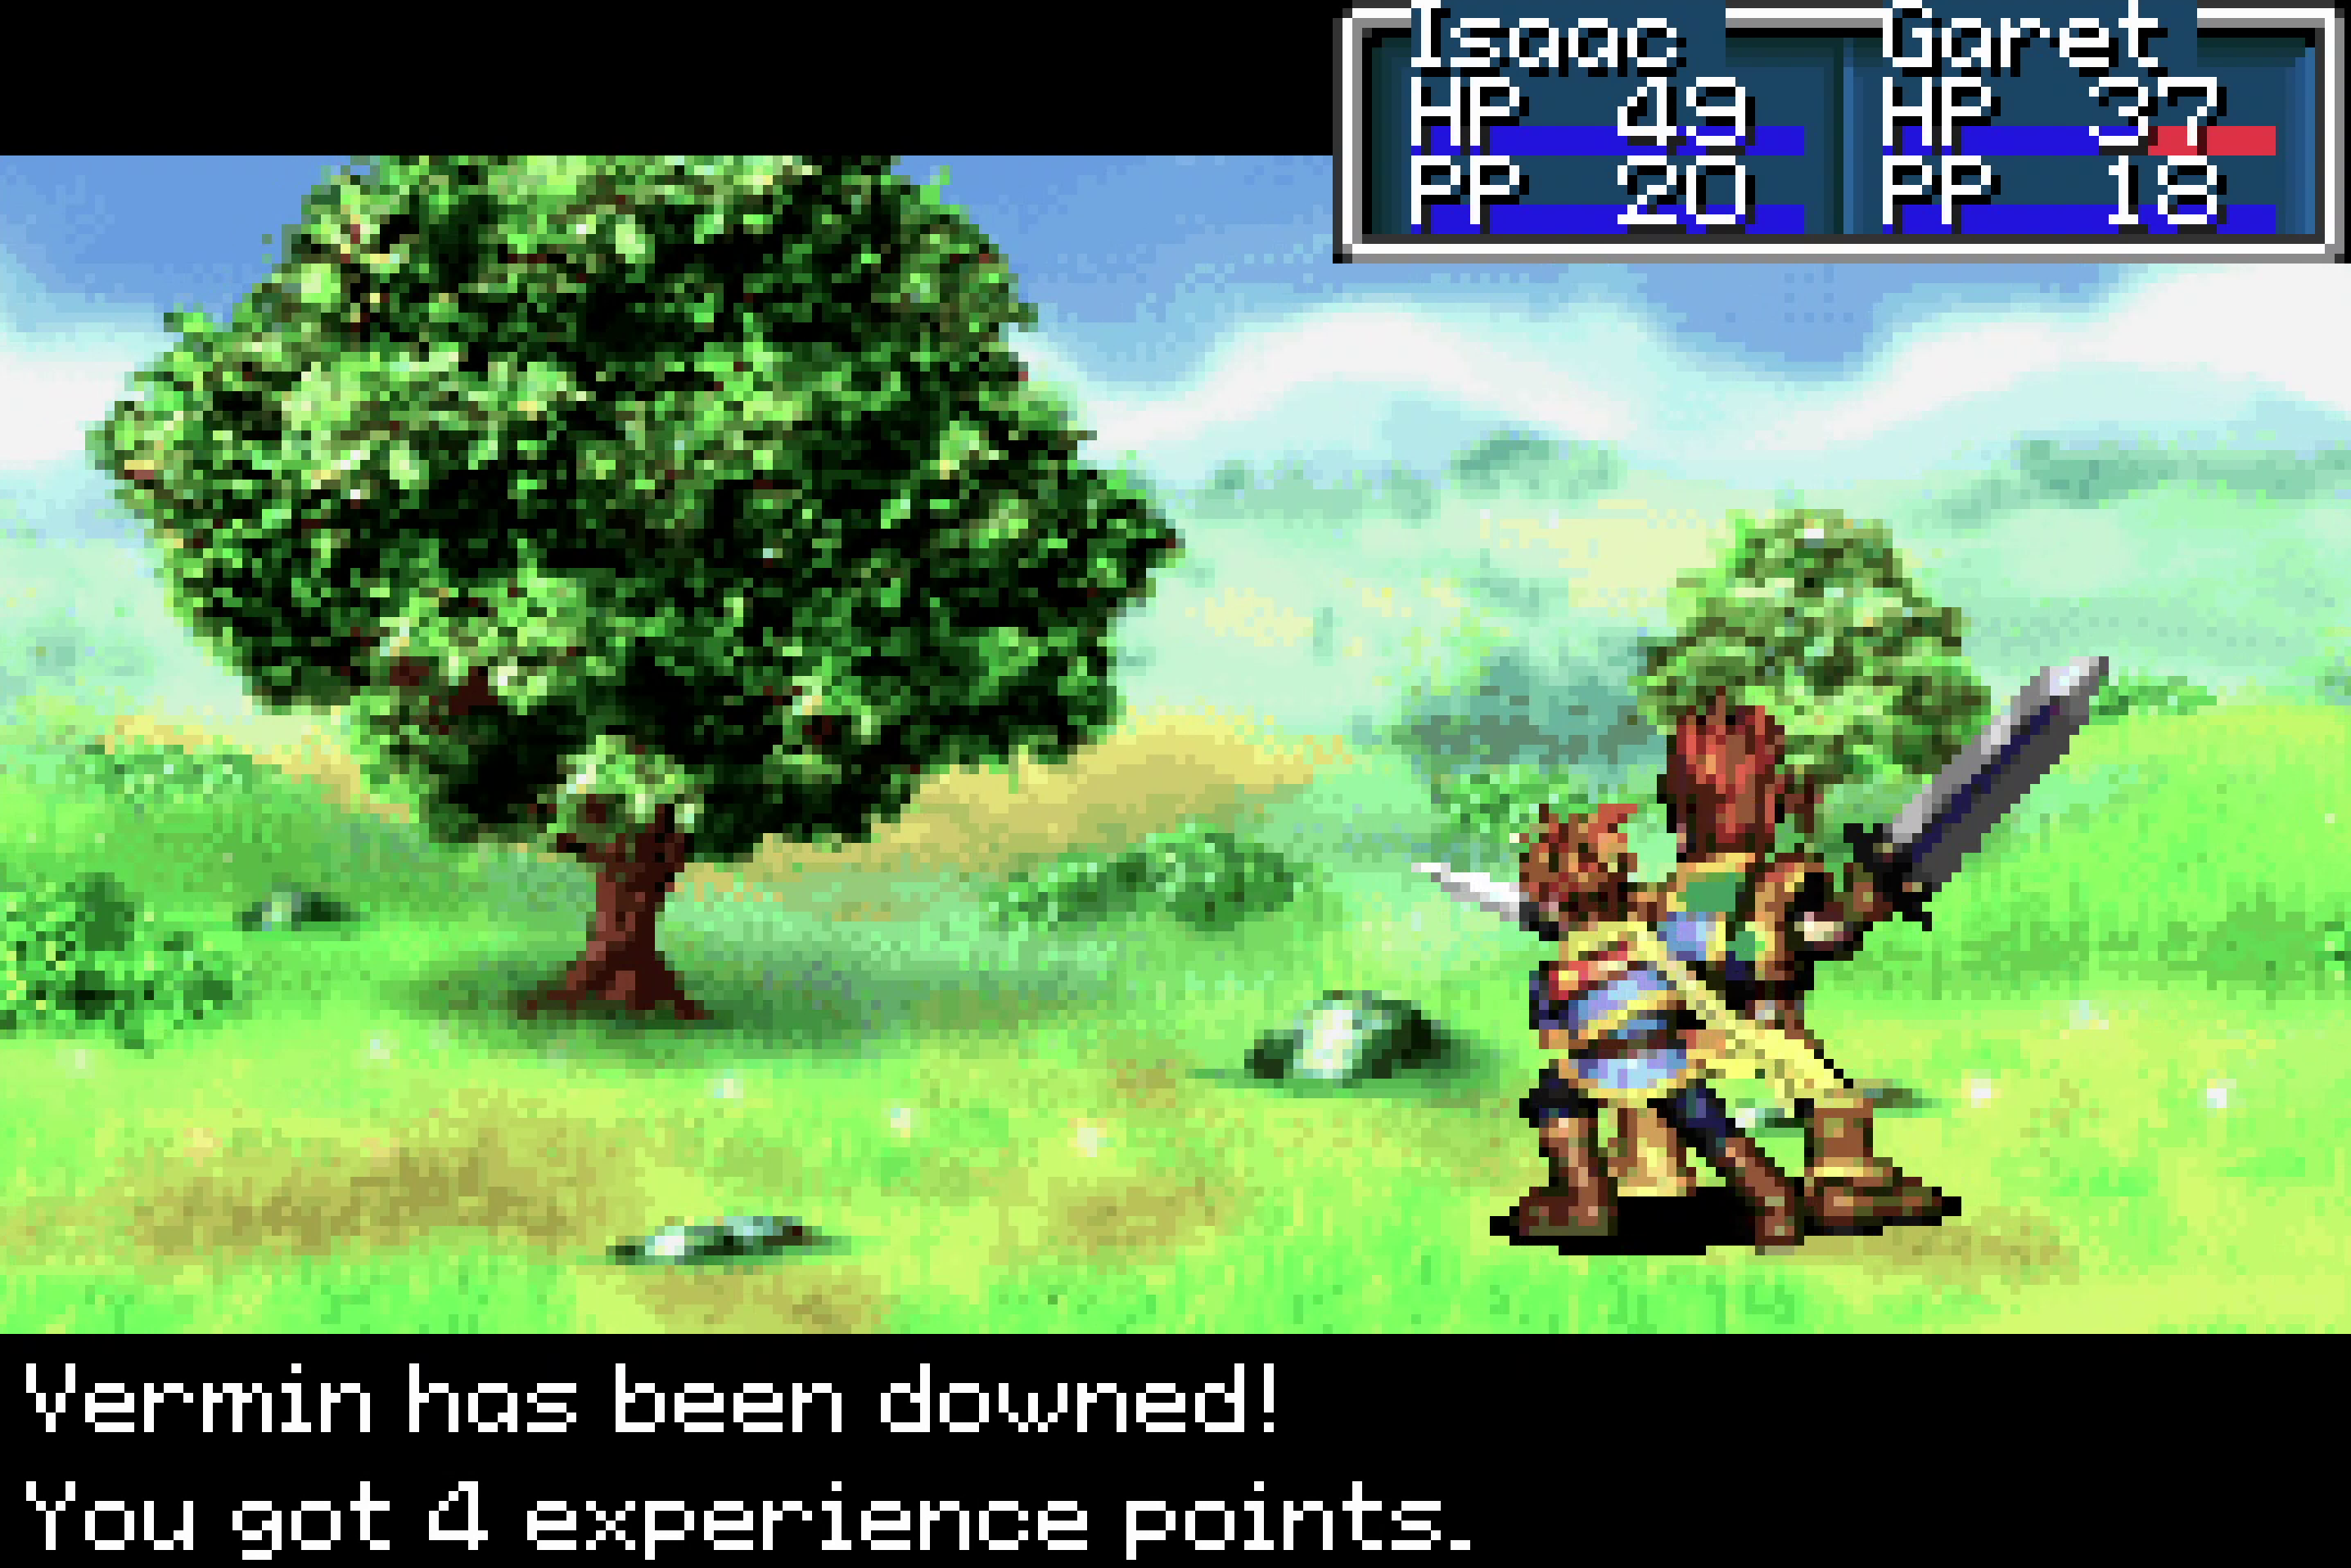 Isaac Garet
HP 49 HP 37
PP 20 PP 18
Vermin has been downed!
You got 4 experience points.